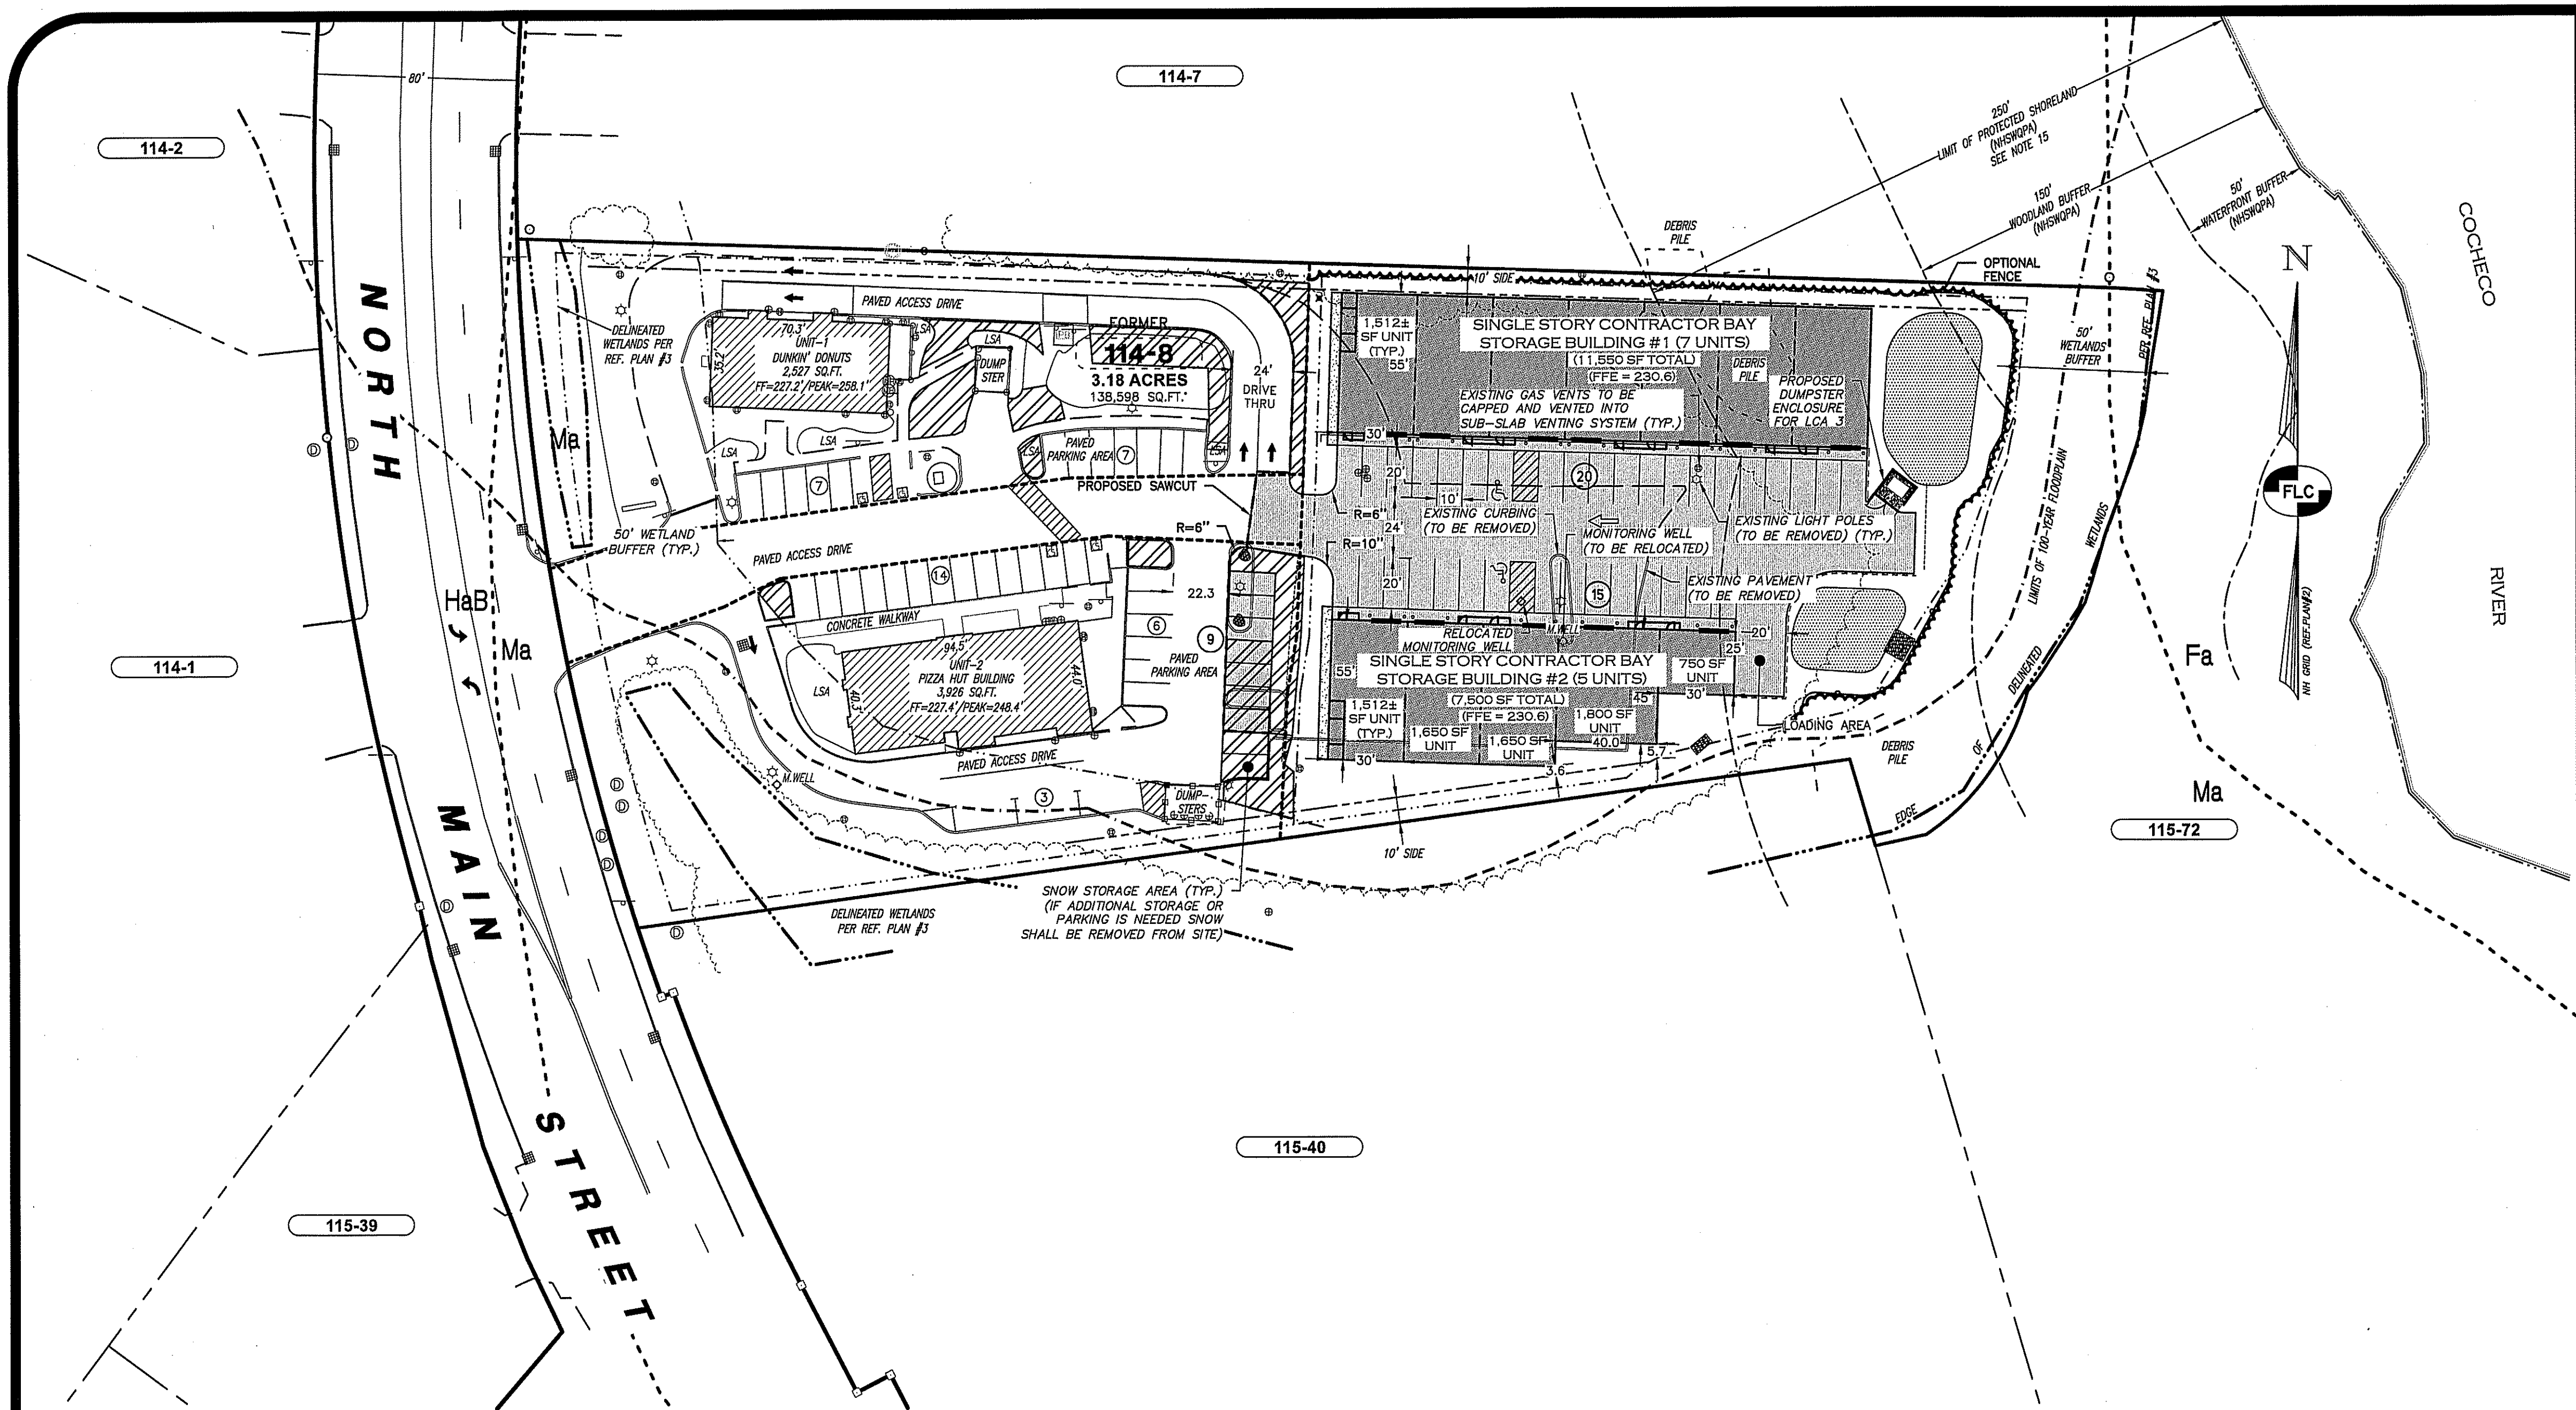 80'
114-7
114-2
250'
LIMIT OF PROTECTED SHORELAND
(NHSWQPA)
SEE NOTE 15
150'
WOODLAND BUFFER
(NHSWQPA)
50'
WATERFRONT BUFFER
(NHSWQPA)
COCHECO
RIVER
N
FLC
NH GRID (REF.PLAN#2)
DEBRIS
PILE
10' SIDE
OPTIONAL
FENCE
PER REF. PLAN #3
50'
WETLANDS
BUFFER
LIMITS OF 100-YEAR FLOODPLAIN
EDGE OF DELINEATED WETLANDS
NORTH
MAIN
STREET
DELINEATED
WETLANDS PER
REF. PLAN #3
Ma
PAVED ACCESS DRIVE
70.3'
35.2'
UNIT-1
DUNKIN' DONUTS
2,527 SQ.FT.
FF=227.2'/PEAK=258.1'
LSA
LSA
DUMP
STER
FORMER
114-8
3.18 ACRES
138,598 SQ.FT.
24'
DRIVE
THRU
LSA
LSA
LSA
PAVED
PARKING AREA
7
LSA
7
PROPOSED SAWCUT
R=6"
50' WETLAND
BUFFER (TYP.)
PAVED ACCESS DRIVE
14
CONCRETE WALKWAY
94.5'
40.3'
44.0'
UNIT-2
PIZZA HUT BUILDING
3,926 SQ.FT.
FF=227.4'/PEAK=248.4'
LSA
22.3
6
9
PAVED
PARKING AREA
PAVED ACCESS DRIVE
M.WELL
3
DUMP-
STERS
1,512±
SF UNIT
(TYP.)
55'
SINGLE STORY CONTRACTOR BAY
STORAGE BUILDING #1 (7 UNITS)
(11,550 SF TOTAL)
(FFE = 230.6)
DEBRIS
PILE
EXISTING GAS VENTS TO BE
CAPPED AND VENTED INTO
SUB-SLAB VENTING SYSTEM (TYP.)
PROPOSED
DUMPSTER
ENCLOSURE
FOR LCA 3
30'
20'
20
10'
R=6"
24'
R=10"
20'
EXISTING CURBING
(TO BE REMOVED)
MONITORING WELL
(TO BE RELOCATED)
EXISTING LIGHT POLES
(TO BE REMOVED) (TYP.)
EXISTING PAVEMENT
(TO BE REMOVED)
15
RELOCATED
MONITORING WELL
M.WELL
20'
25'
55'
SINGLE STORY CONTRACTOR BAY
STORAGE BUILDING #2 (5 UNITS)
(7,500 SF TOTAL)
(FFE = 230.6)
750 SF
UNIT
30'
45'
1,512±
SF UNIT
(TYP.)
1,650 SF
UNIT
1,650 SF
UNIT
1,800 SF
UNIT
40.0'
30'
3.6
5.7
LOADING AREA
DEBRIS
PILE
10' SIDE
HaB
Ma
Fa
Ma
114-1
115-72
SNOW STORAGE AREA (TYP.)
(IF ADDITIONAL STORAGE OR
PARKING IS NEEDED SNOW
SHALL BE REMOVED FROM SITE)
DELINEATED WETLANDS
PER REF. PLAN #3
115-40
115-39